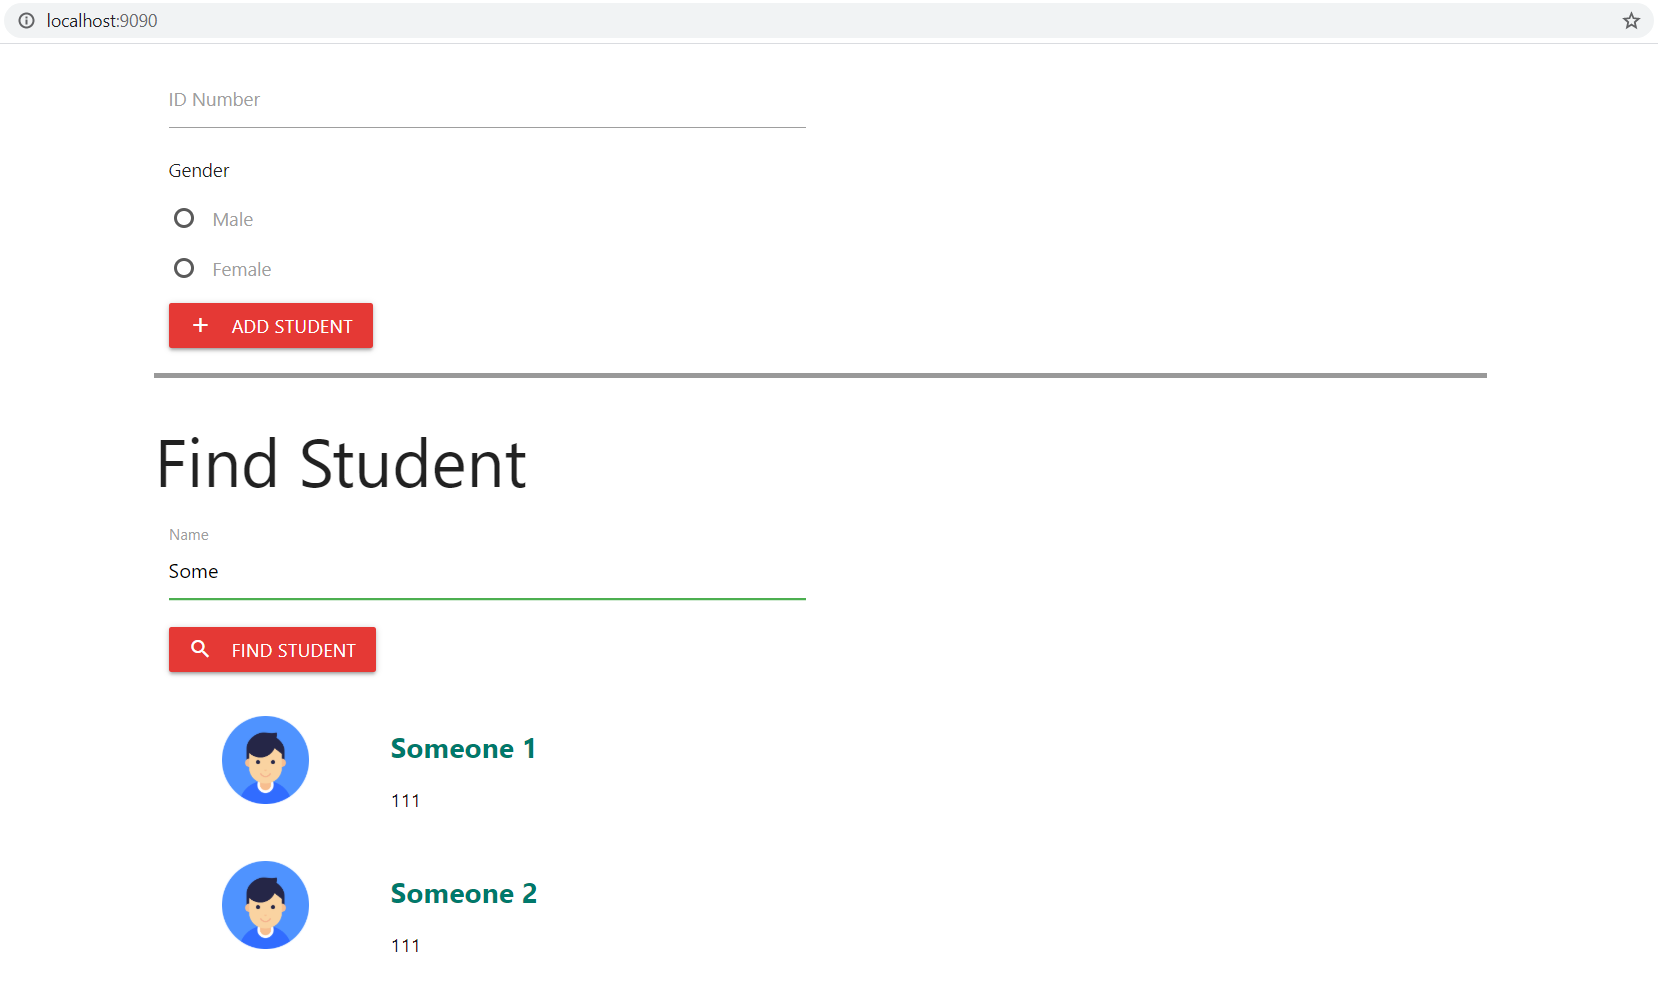 localhost:9090
ID Number
Gender
Male
Female
ADD STUDENT
Find Student
Name
Some
FIND STUDENT
Someone 1
111
Someone 2
111